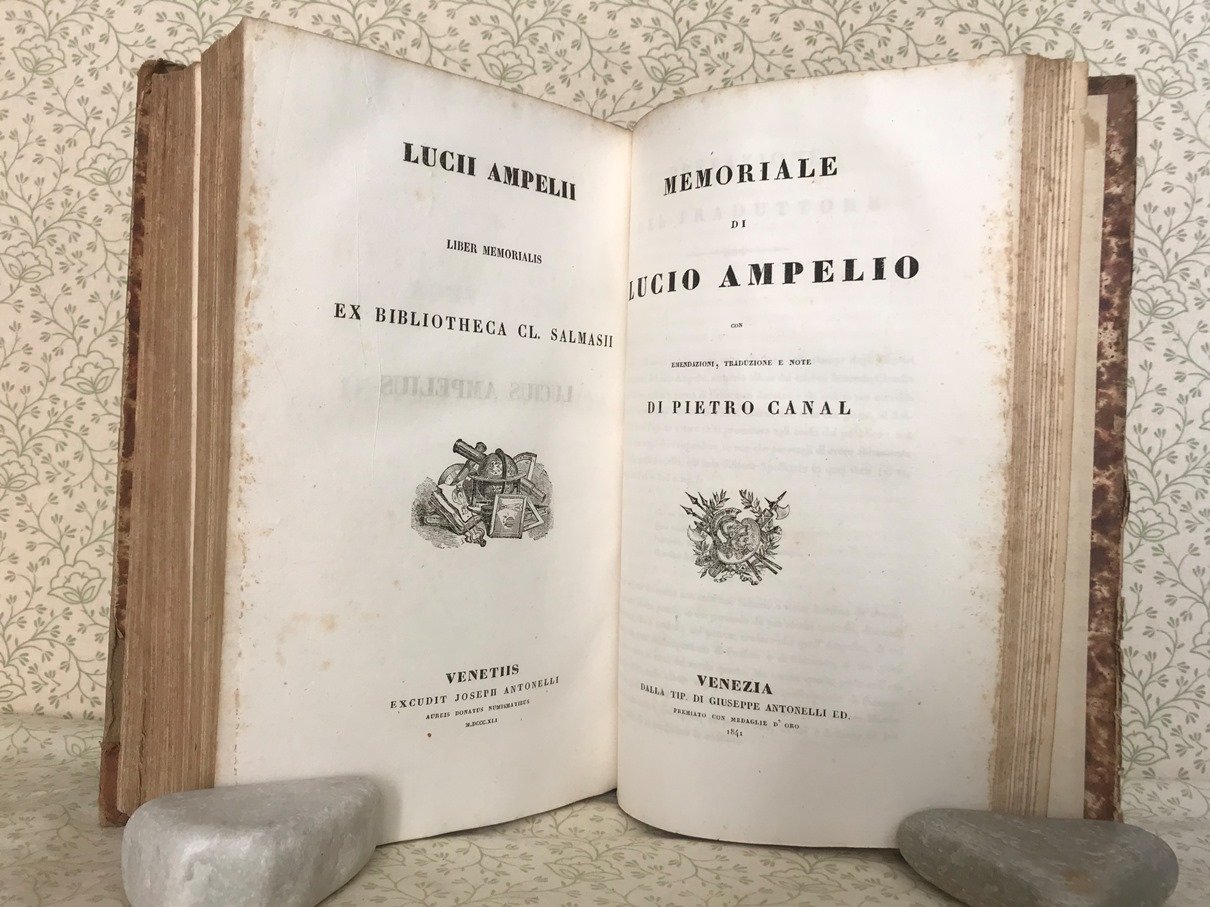 LUCII AMPELII
LIBER MEMORIALIS
EX BIBLIOTHECA CL. SALMASII
VENETIIS
EXCUDIT JOSEPH ANTONELLI
AUREIS DONATUS NUMISMATIBUS
M.DCCC.XLI
MEMORIALE
DI
LUCIO AMPELIO
CON
EMENDAZIONI, TRADUZIONE E NOTE
DI PIETRO CANAL
VENEZIA
DALLA TIP. DI GIUSEPPE ANTONELLI ED.
PREMIATO CON MEDAGLIE D'ORO
1841